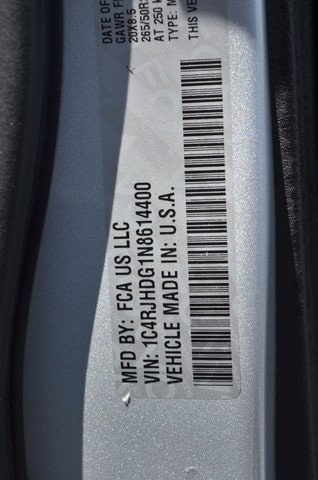 DATE OF
GAWR F
20X8.5
265/50R
AT 250 K
TYPE: M
THIS VE
MFD BY: FCA US LLC
VIN: 1C4RJHDG1N8614400
VEHICLE MADE IN: U.S.A.